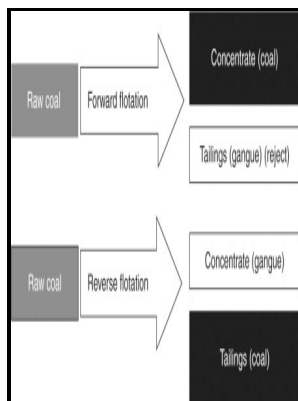 Concentrate (coal)
Raw coal
Forward flotation
Tailings (gangue) (reject)
Concentrate (gangue)
Raw coal
Reverse flotation
Tailings (coal)